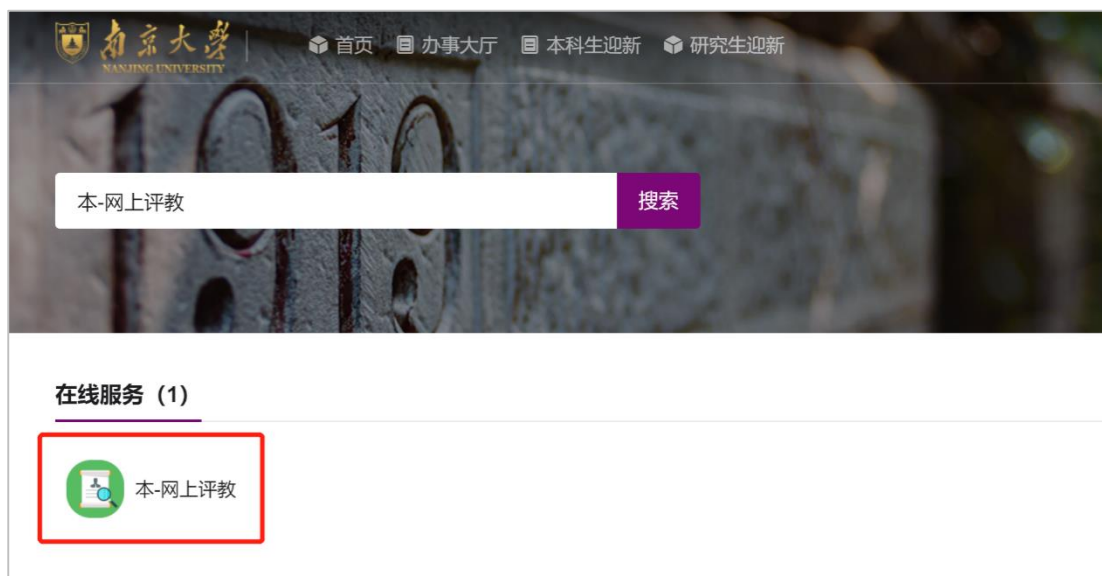 南京大學
NANJING UNIVERSITY
首页 办事大厅 本科生迎新 研究生迎新
1919
本-网上评教 搜索
在线服务（1）
本-网上评教